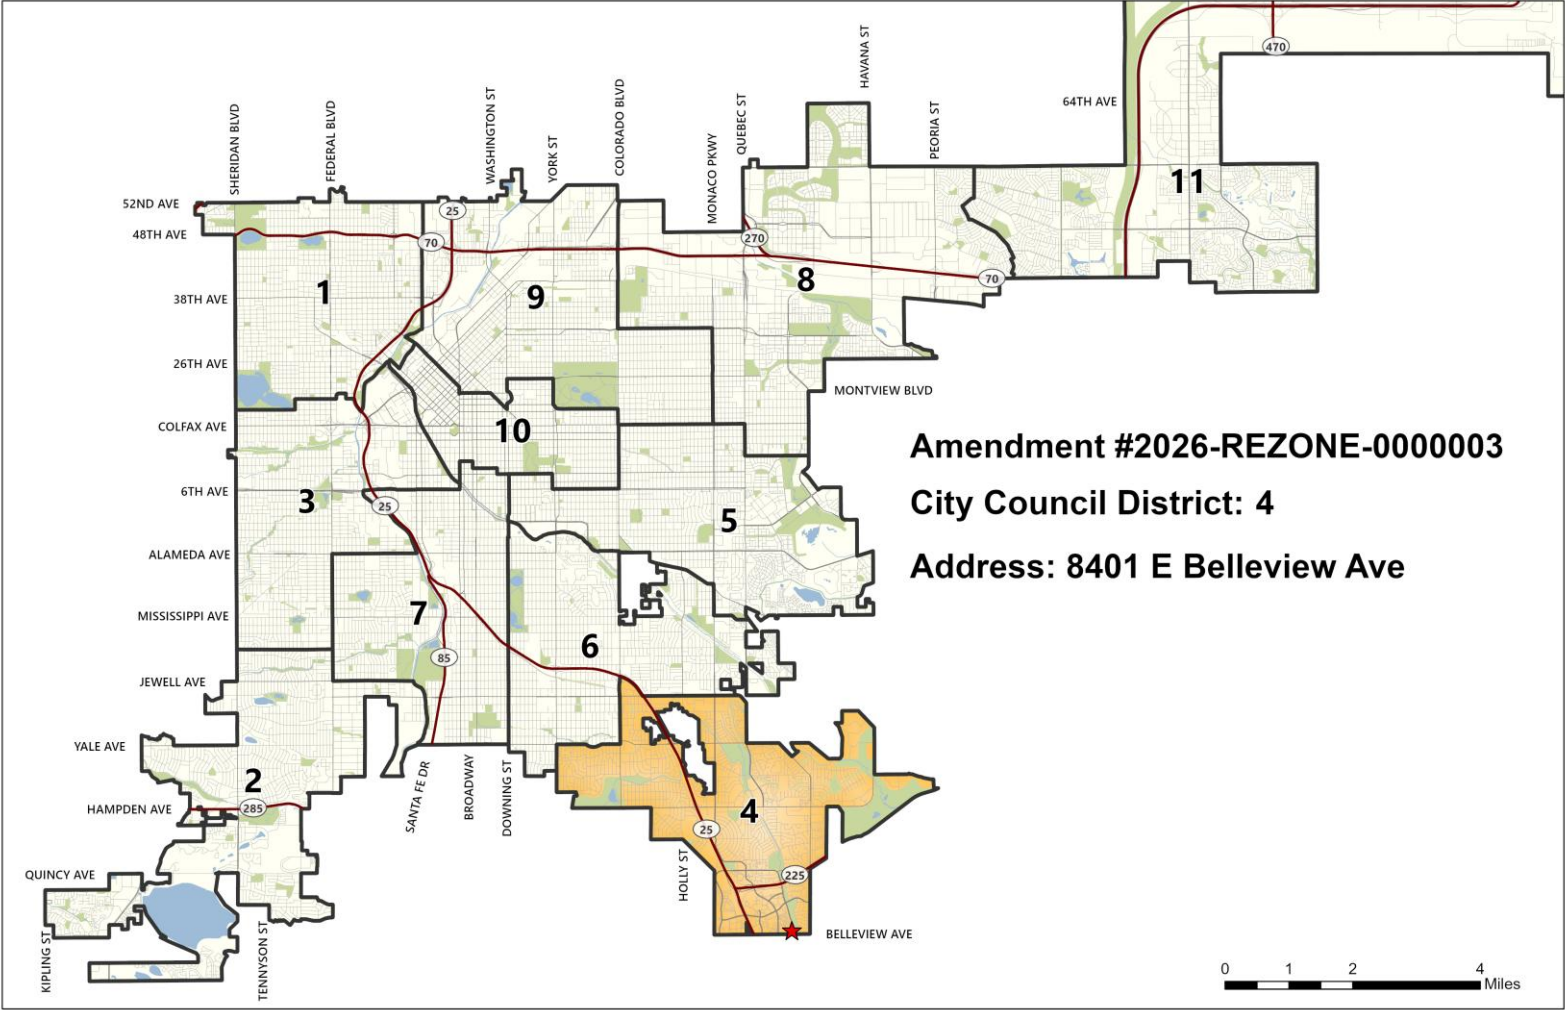 HAVANA ST
470
64TH AVE
SHERIDAN BLVD
FEDERAL BLVD
WASHINGTON ST
YORK ST
COLORADO BLVD
MONACO PKWY
QUEBEC ST
PEORIA ST
11
52ND AVE
25
48TH AVE
70
270
70
8
1
9
38TH AVE
26TH AVE
MONTVIEW BLVD
COLFAX AVE
10
Amendment #2026-REZONE-0000003
6TH AVE
3
25
City Council District: 4
5
ALAMEDA AVE
Address: 8401 E Belleview Ave
MISSISSIPPI AVE
7
6
85
JEWELL AVE
YALE AVE
2
SANTA FE DR
BROADWAY
DOWNING ST
HAMPDEN AVE
285
4
25
HOLLY ST
225
QUINCY AVE
BELLEVIEW AVE
KIPLING ST
TENNYSON ST
0 1 2 4
Miles